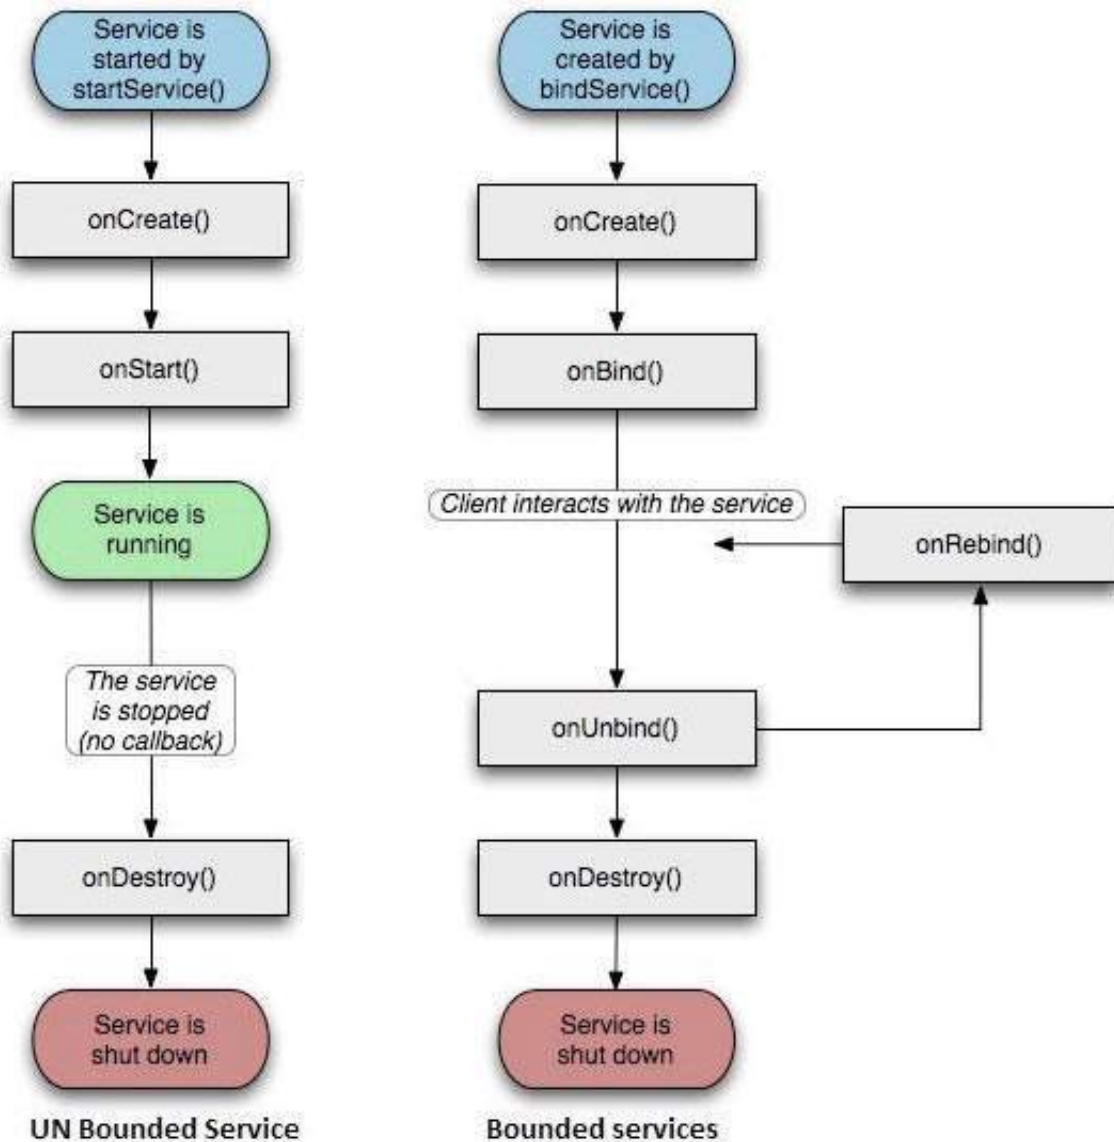 Service is
started by
startService()
onCreate()
onStart()
Service is
running
The service
is stopped
(no callback)
onDestroy()
Service is
shut down
UN Bounded Service
Service is
created by
bindService()
onCreate()
onBind()
Client interacts with the service
onRebind()
onUnbind()
onDestroy()
Service is
shut down
Bounded services